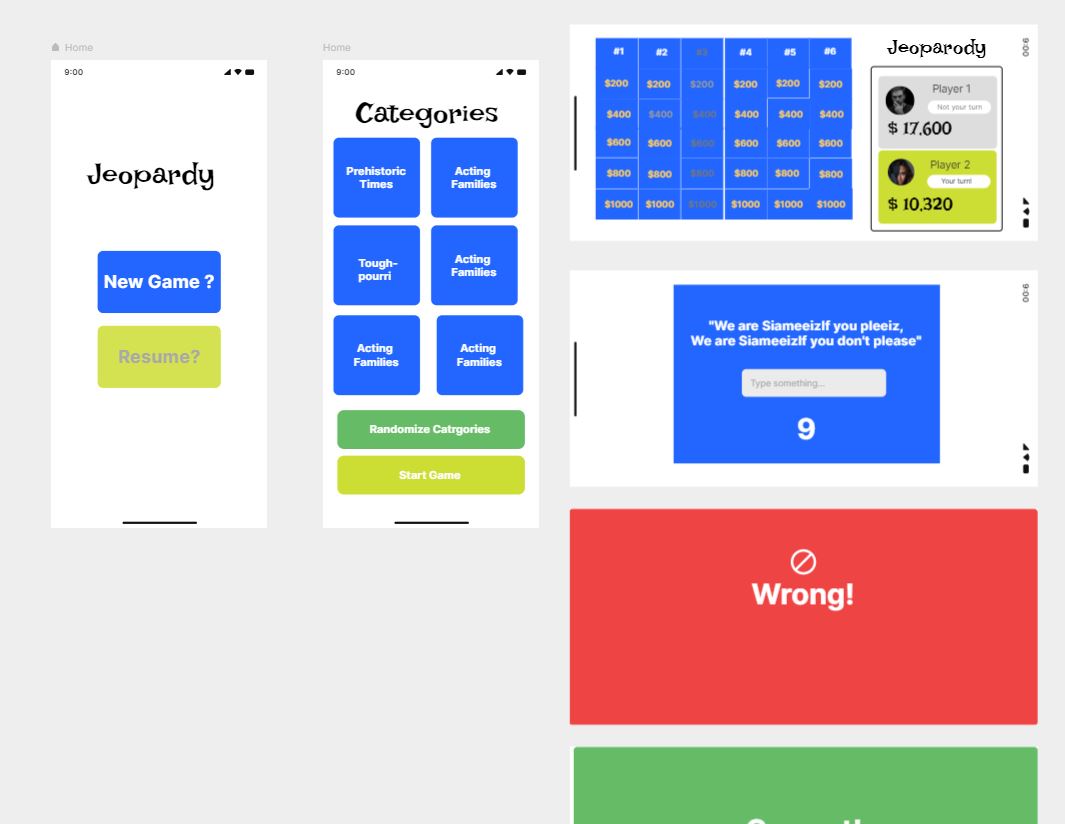 Home
9:00
Jeopardy
New Game ?
Resume?
Home
9:00
Categories
Prehistoric
Times
Acting
Families
Tough-
pourri
Acting
Families
Acting
Families
Acting
Families
Randomize Catrgories
Start Game
#1 #2 #3 #4 #5 #6
$200 $200 $200 $200 $200 $200
$400 $400 $400 $400 $400 $400
$600 $600 $600 $600 $600 $600
$800 $800 $800 $800 $800 $800
$1000 $1000 $1000 $1000 $1000 $1000
Jeoparody
Player 1
Not your turn
$ 17,600
Player 2
Your turn!
$ 10,320
9:00
"We are SiameeizIf you pleeiz,
We are SiameeizIf you don't please"
Type something...
9
9:00
Wrong!